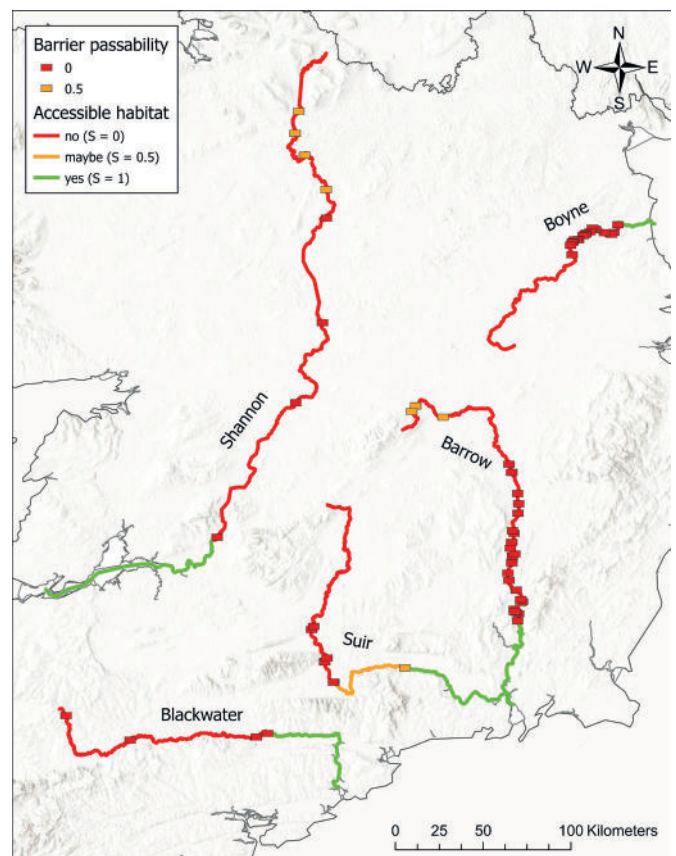 Barrier passability
0
0.5
Accessible habitat
no (S = 0)
maybe (S = 0.5)
yes (S = 1)
N
W E
S
Boyne
Shannon
Barrow
Suir
Blackwater
0 25 50 100 Kilometers